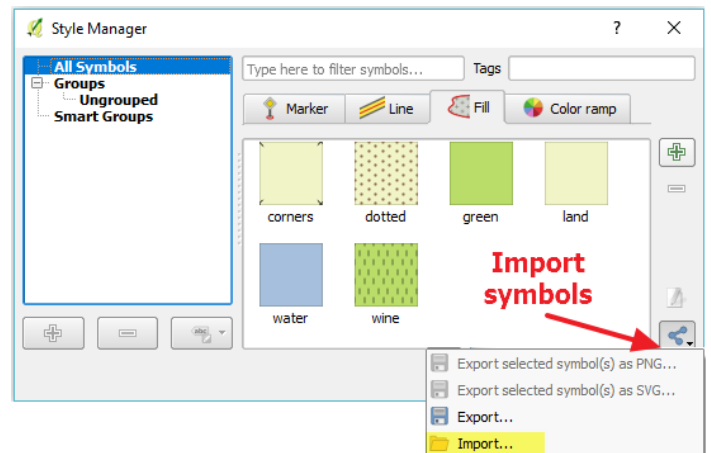 Style Manager
?
All Symbols
Groups
Ungrouped
Smart Groups
Type here to filter symbols...
Tags
Marker
Line
Fill
Color ramp
corners
dotted
green
land
water
wine
Import
symbols
abc
Export selected symbol(s) as PNG...
Export selected symbol(s) as SVG...
Export...
Import...